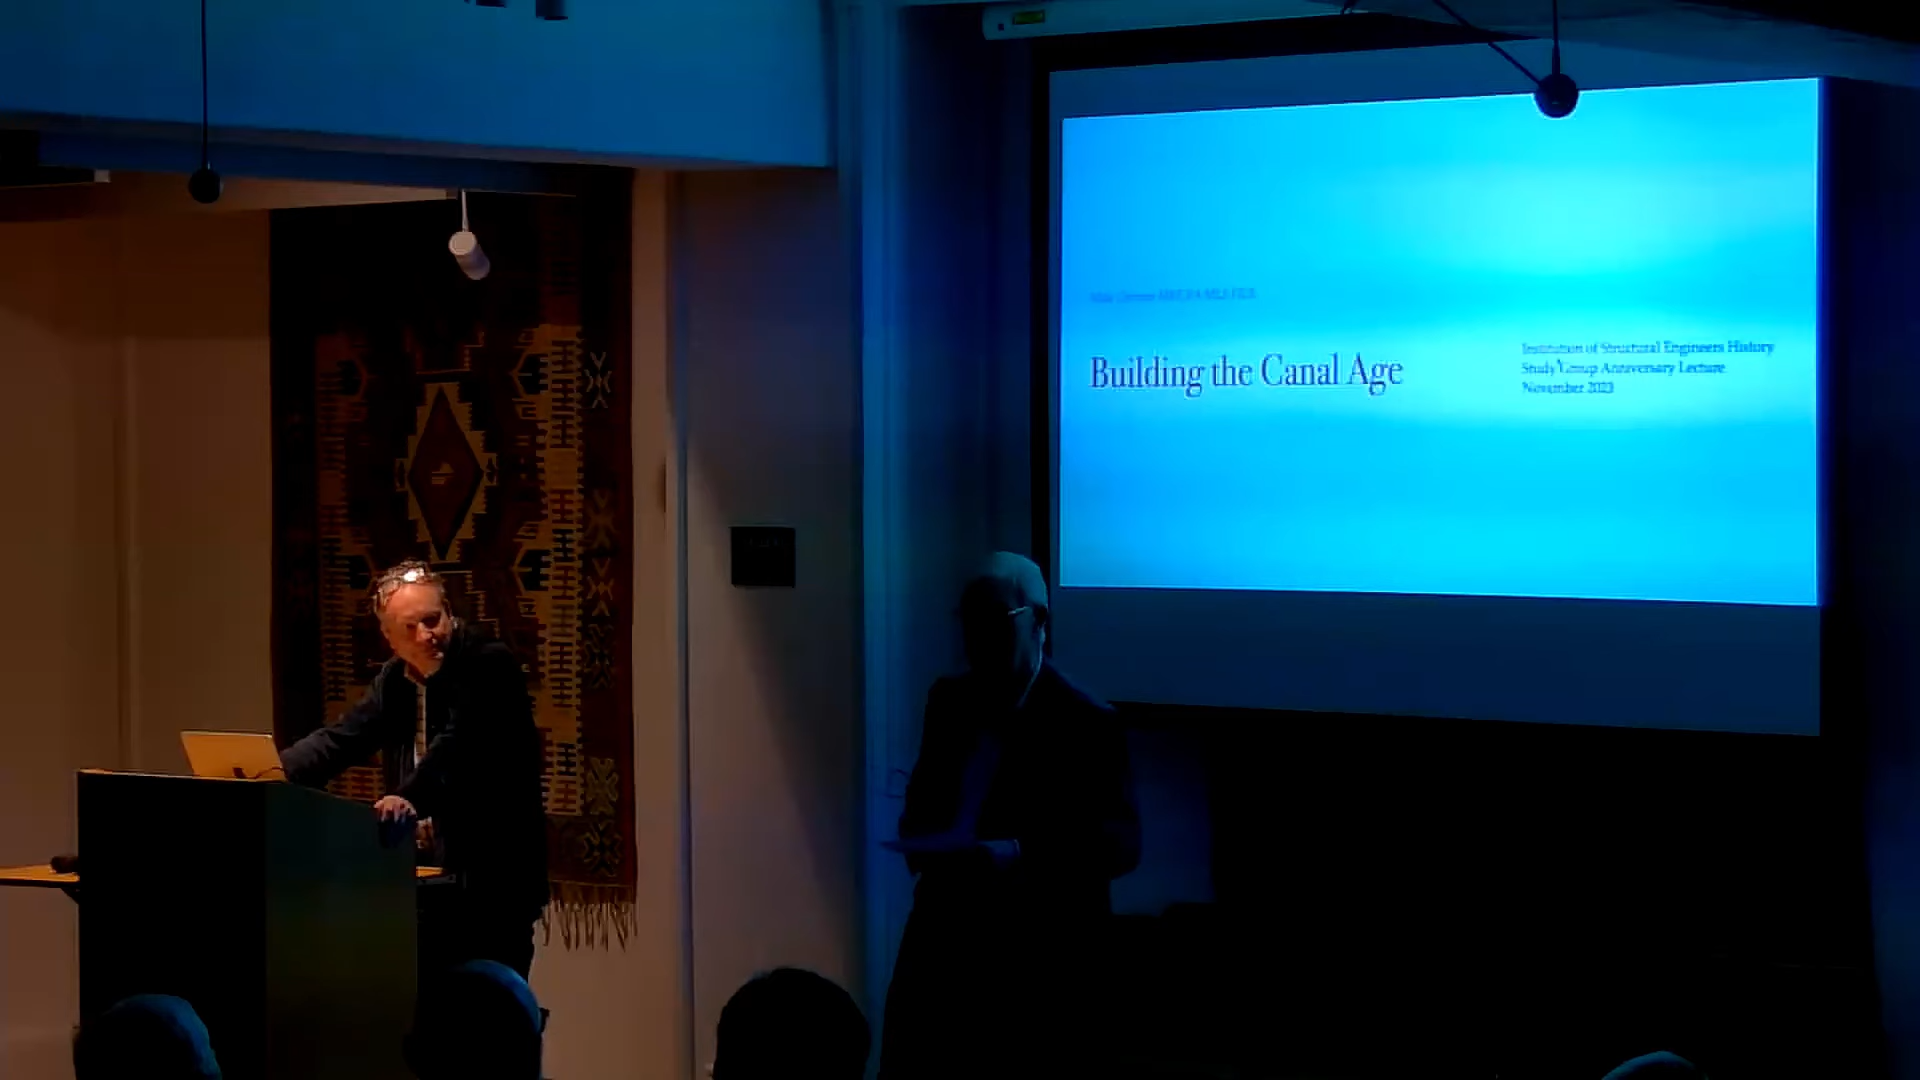 Building the Canal Age
Institution of Structural Engineers History
Study Group Anniversary Lecture
November 2023